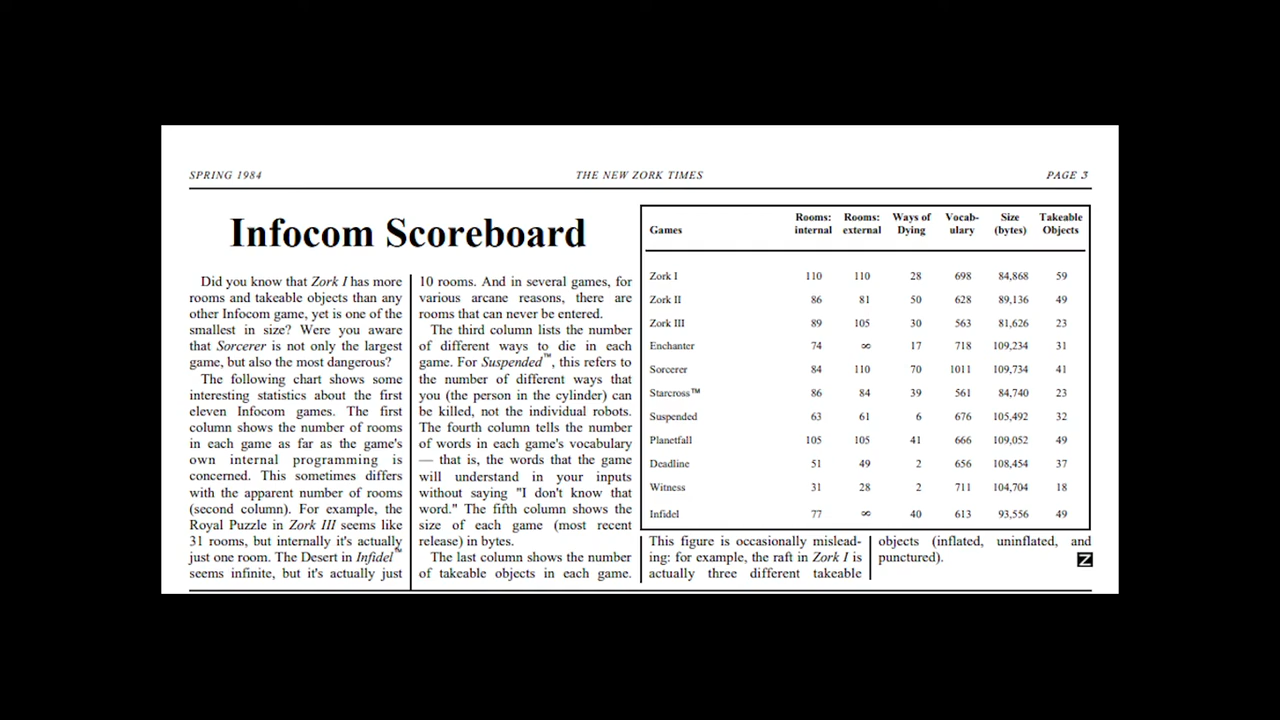 SPRING 1984 THE NEW ZORK TIMES PAGE 3
Infocom Scoreboard
Did you know that Zork I has more
rooms and takeable objects than any
other Infocom game, yet is one of the
smallest in size? Were you aware
that Sorcerer is not only the largest
game, but also the most dangerous?
The following chart shows some
interesting statistics about the first
eleven Infocom games. The first
column shows the number of rooms
in each game as far as the game's
own internal programming is
concerned. This sometimes differs
with the apparent number of rooms
(second column). For example, the
Royal Puzzle in Zork III seems like
31 rooms, but internally it's actually
just one room. The Desert in Infidel™
seems infinite, but it's actually just
10 rooms. And in several games, for
various arcane reasons, there are
rooms that can never be entered.
The third column lists the number
of different ways to die in each
game. For Suspended™, this refers to
the number of different ways that
you (the person in the cylinder) can
be killed, not the individual robots.
The fourth column tells the number
of words in each game's vocabulary
— that is, the words that the game
will understand in your inputs
without saying "I don't know that
word." The fifth column shows the
size of each game (most recent
release) in bytes.
The last column shows the number
of takeable objects in each game.
Games Rooms: internal Rooms: external Ways of Dying Vocab-ulary Size (bytes) Takeable Objects
Zork I 110 110 28 698 84,868 59
Zork II 86 81 50 628 89,136 49
Zork III 89 105 30 563 81,626 23
Enchanter 74 ∞ 17 718 109,234 31
Sorcerer 84 110 70 1011 109,734 41
Starcross™ 86 84 39 561 84,740 23
Suspended 63 61 6 676 105,492 32
Planetfall 105 105 41 666 109,052 49
Deadline 51 49 2 656 108,454 37
Witness 31 28 2 711 104,704 18
Infidel 77 ∞ 40 613 93,556 49
This figure is occasionally mislead-
ing: for example, the raft in Zork I is
actually three different takeable
objects (inflated, uninflated, and
punctured).
Z